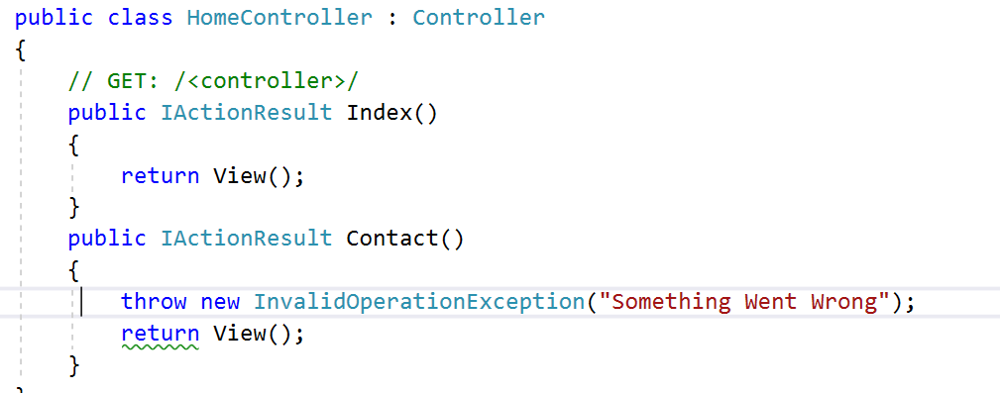 public class HomeController : Controller
{
// GET: /<controller>/
public IActionResult Index()
{
return View();
}
public IActionResult Contact()
{
throw new InvalidOperationException("Something Went Wrong");
return View();
}